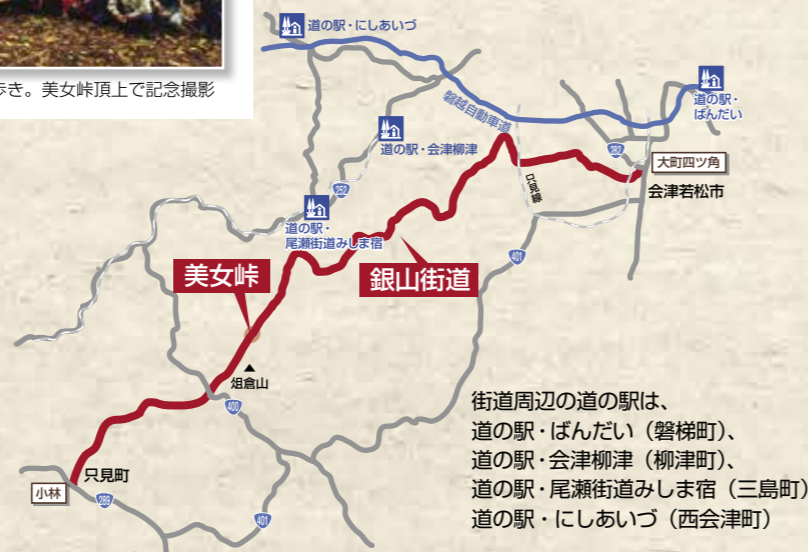 歩き。美女峠頂上で記念撮影
道の駅・にしあいづ
磐越自動車道
道の駅・
ばんだい
道の駅・会津柳津
282
大町四ツ角
会津若松市
只見線
252
道の駅・
尾瀬街道みしま宿
401
美女峠
銀山街道
俎倉山
400
只見町
小林
289
401
街道周辺の道の駅は、
道の駅・ばんだい（磐梯町）、
道の駅・会津柳津（柳津町）、
道の駅・尾瀬街道みしま宿（三島町）
道の駅・にしあいづ（西会津町）